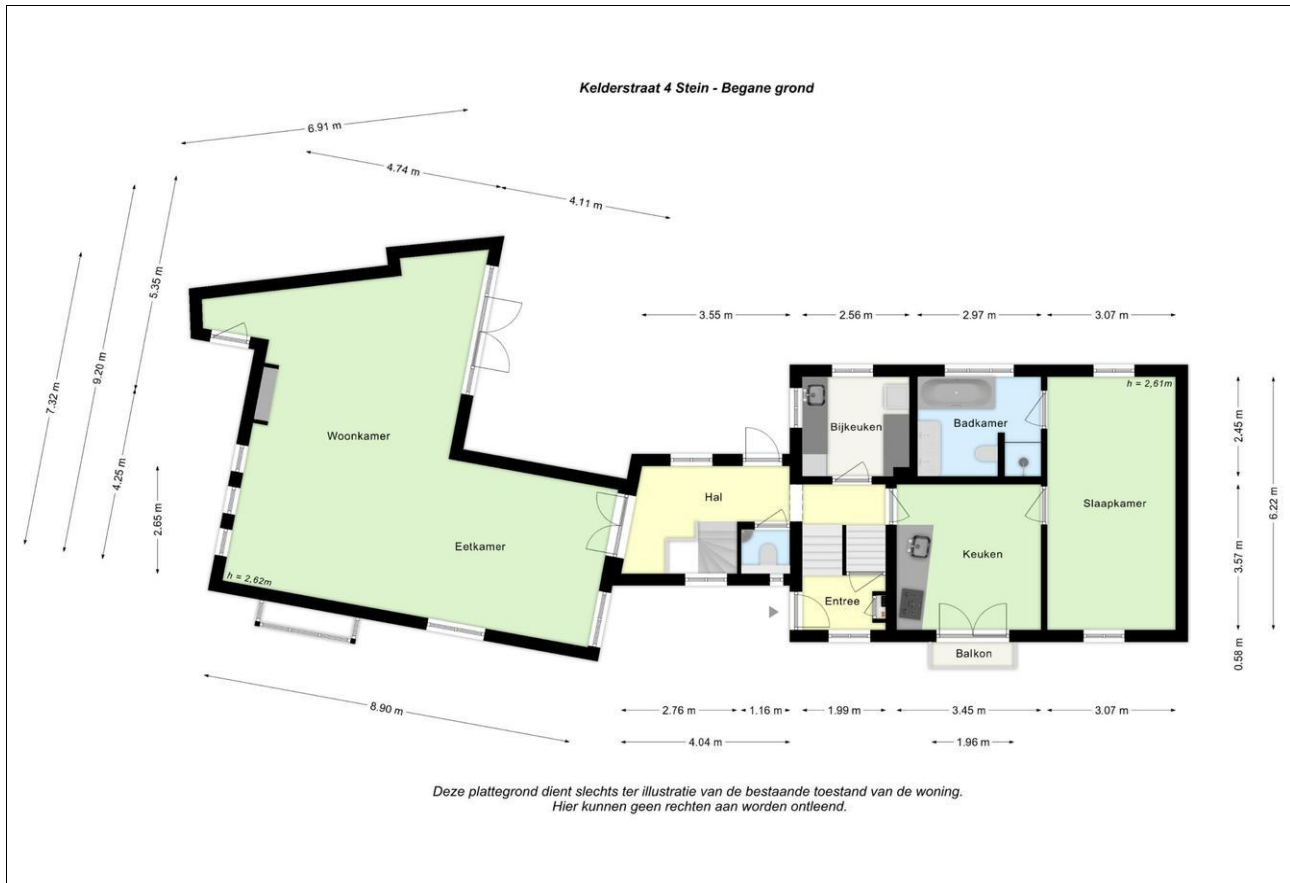 Kelderstraat 4 Stein - Begane grond
6.91 m
4.74 m
4.11 m
7.32 m
9.20 m
5.35 m
4.25 m
2.65 m
3.55 m
2.56 m
2.97 m
3.07 m
h = 2,61m
Woonkamer
Bijkeuken
Badkamer
Hal
Slaapkamer
Eetkamer
Keuken
h = 2,62m
Entree
Balkon
2.45 m
6.22 m
3.57 m
0.58 m
8.90 m
2.76 m
1.16 m
1.99 m
3.45 m
3.07 m
4.04 m
1.96 m
Deze plattegrond dient slechts ter illustratie van de bestaande toestand van de woning.
Hier kunnen geen rechten aan worden ontleend.